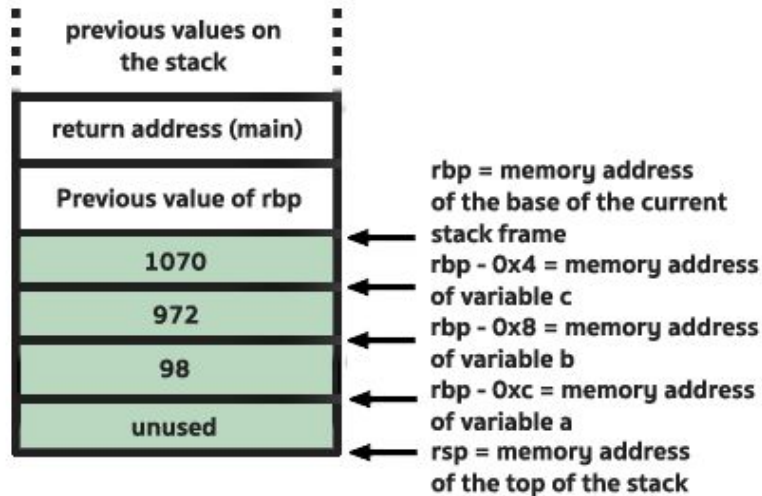 previous values on
the stack
return address (main)
Previous value of rbp
1070
972
98
unused
rbp = memory address
of the base of the current
stack frame
rbp - 0x4 = memory address
of variable c
rbp - 0x8 = memory address
of variable b
rbp - 0xc = memory address
of variable a
rsp = memory address
of the top of the stack